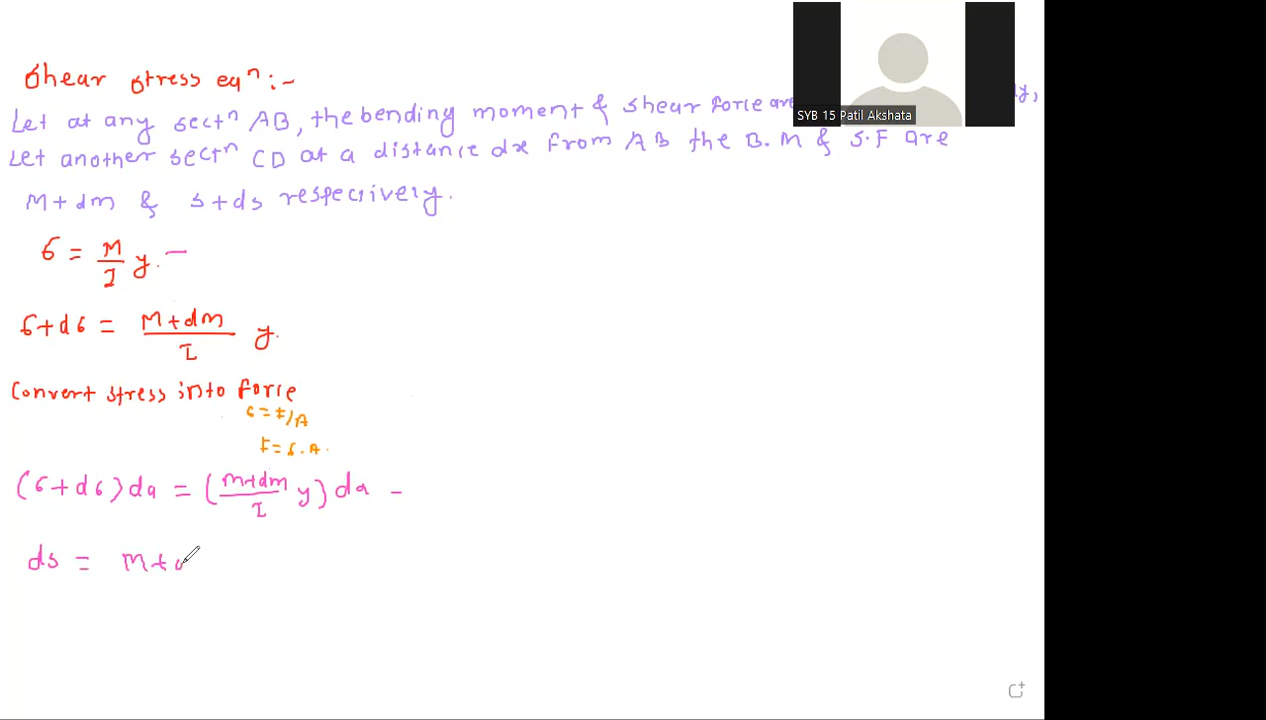 Shear stress eqn :-
Let at any sectn AB, the bending moment & shear force are y,
SYB 15 Patil Akshata
Let another sectn CD at a distance dx from AB the B.M & S.F are
M+dm & s+ds respectively.
σ = M/I y. —
σ+dσ = M+dm/I y.
Convert stress into force
σ = F/A
F = σ.A.
(σ+dσ)da = (m+dm/I y) da -
ds = m+